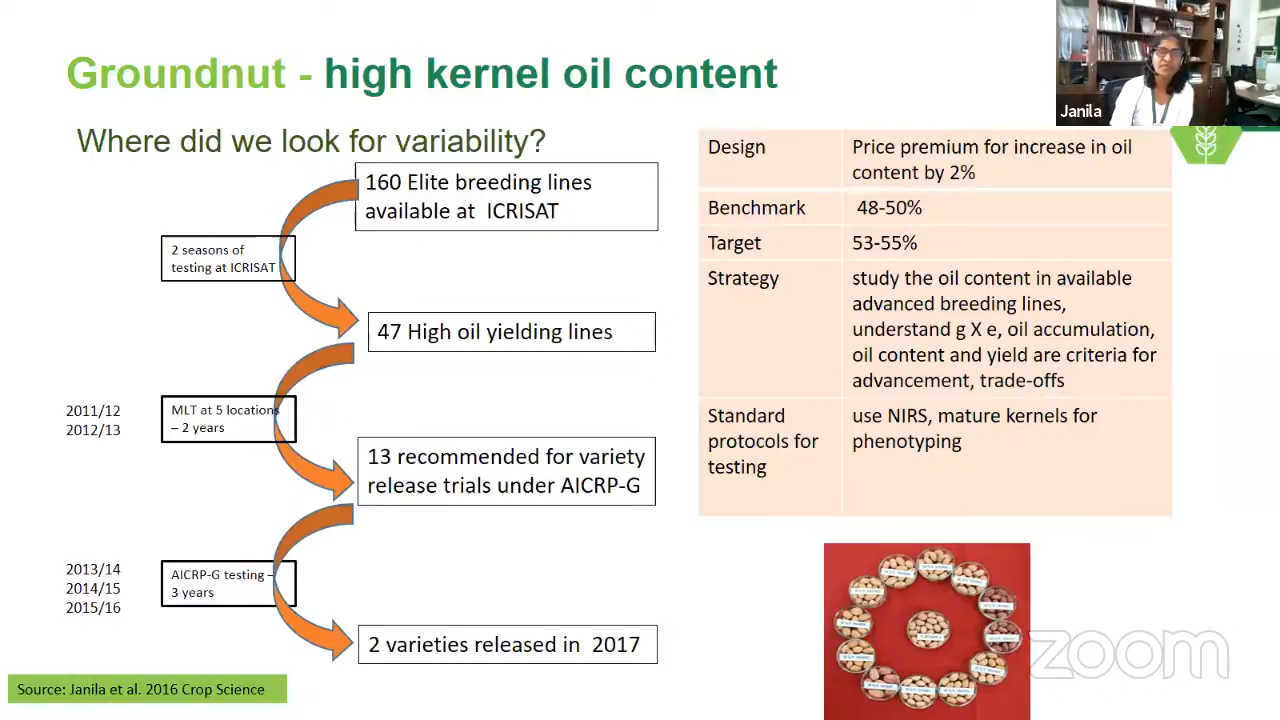 Groundnut - high kernel oil content
Janila
Where did we look for variability?
160 Elite breeding lines
available at ICRISAT
2 seasons of
testing at ICRISAT
47 High oil yielding lines
2011/12
2012/13
MLT at 5 locations
– 2 years
13 recommended for variety
release trials under AICRP-G
2013/14
2014/15
2015/16
AICRP-G testing –
3 years
2 varieties released in 2017
Source: Janila et al. 2016 Crop Science
Design
Price premium for increase in oil
content by 2%
Benchmark
48-50%
Target
53-55%
Strategy
study the oil content in available
advanced breeding lines,
understand g X e, oil accumulation,
oil content and yield are criteria for
advancement, trade-offs
Standard
protocols for
testing
use NIRS, mature kernels for
phenotyping
zoom